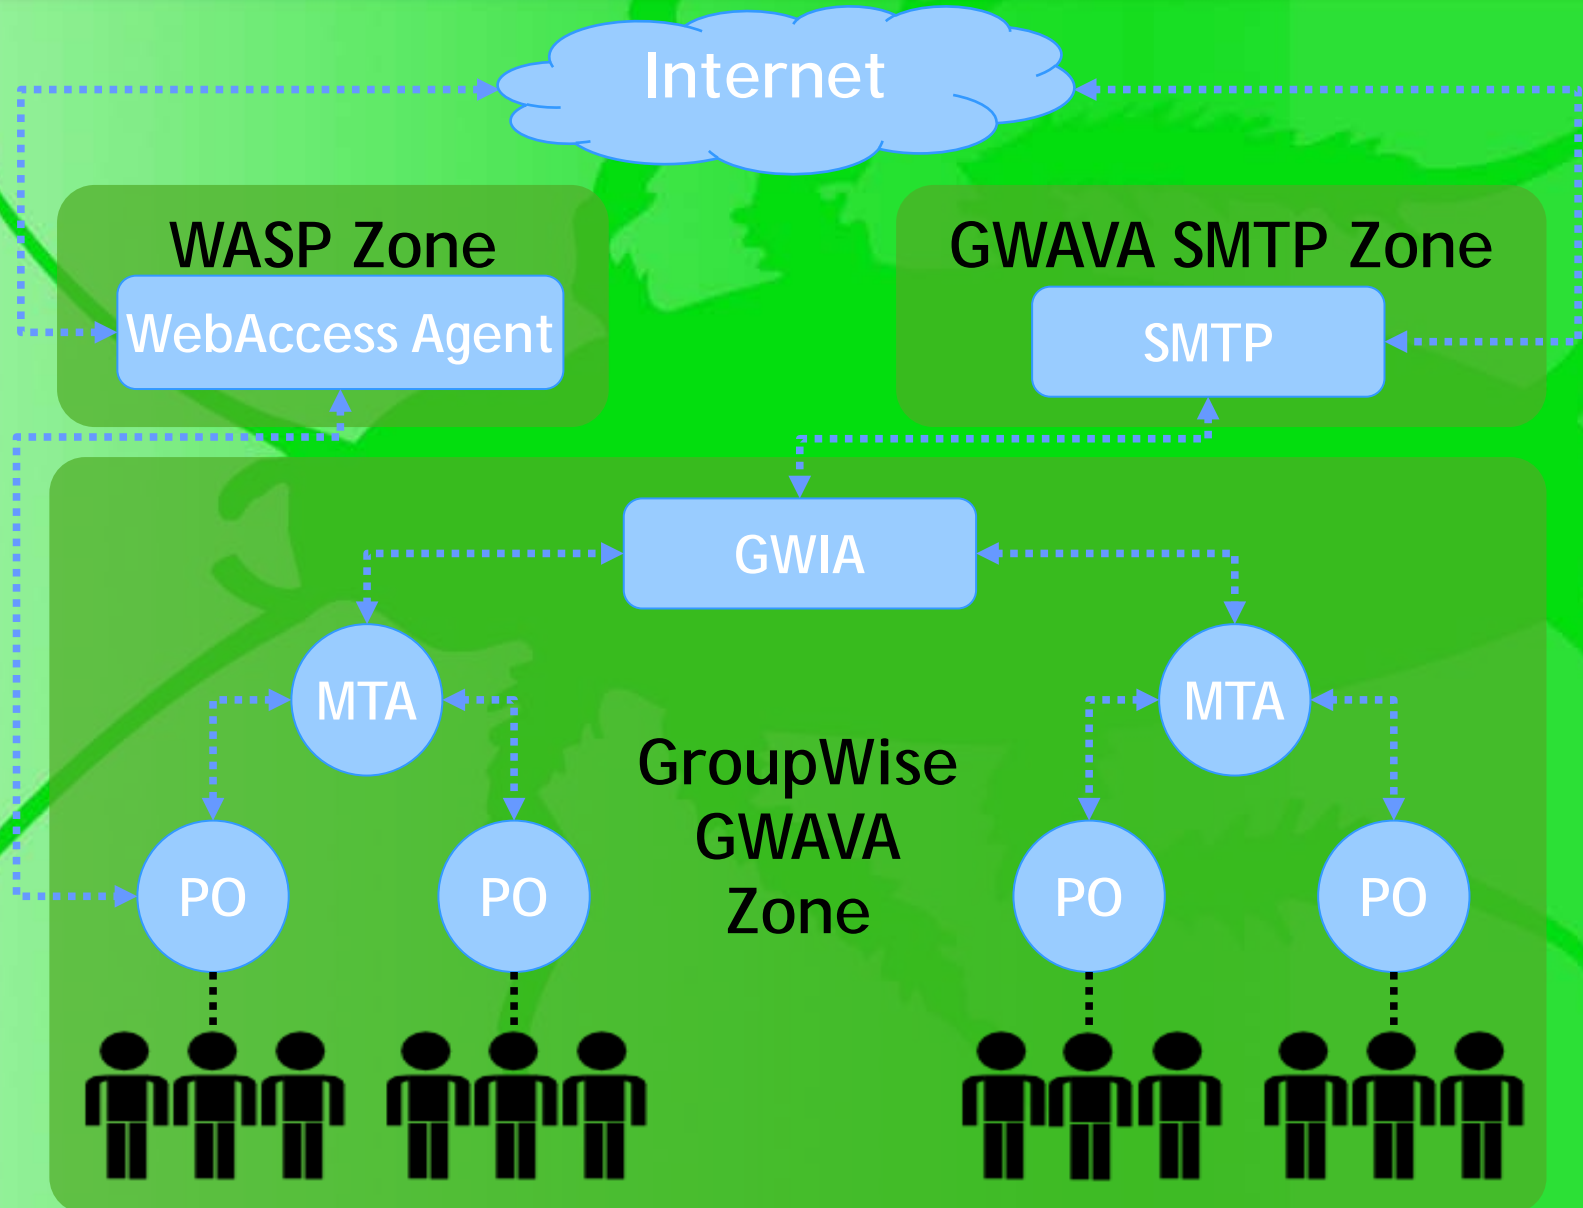 Internet
WASP Zone
GWAVA SMTP Zone
WebAccess Agent
SMTP
GWIA
MTA
MTA
GroupWise
GWAVA
Zone
PO
PO
PO
PO